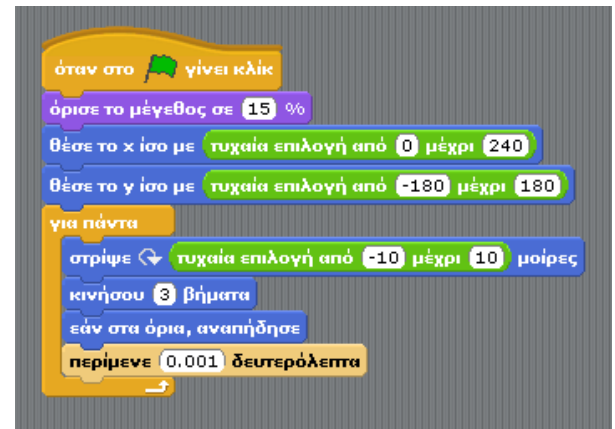 όταν στο γίνει κλίκ
όρισε το μέγεθος σε 15 %
θέσε το x ίσο με τυχαία επιλογή από 0 μέχρι 240
θέσε το y ίσο με τυχαία επιλογή από -180 μέχρι 180
για πάντα
στρίψε τυχαία επιλογή από -10 μέχρι 10 μοίρες
κινήσου 3 βήματα
εάν στα όρια, αναπήδησε
περίμενε 0.001 δευτερόλεπτα